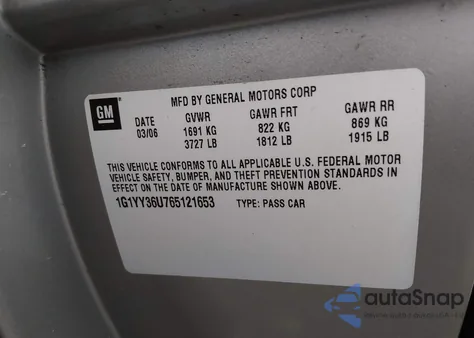 GM
MFD BY GENERAL MOTORS CORP
DATE GVWR GAWR FRT GAWR RR
03/06 1691 KG 822 KG 869 KG
3727 LB 1812 LB 1915 LB
THIS VEHICLE CONFORMS TO ALL APPLICABLE U.S. FEDERAL MOTOR
VEHICLE SAFETY, BUMPER, AND THEFT PREVENTION STANDARDS IN
EFFECT ON THE DATE OF MANUFACTURE SHOWN ABOVE.
1G1YY36U765121653 TYPE: PASS CAR
autoSnap